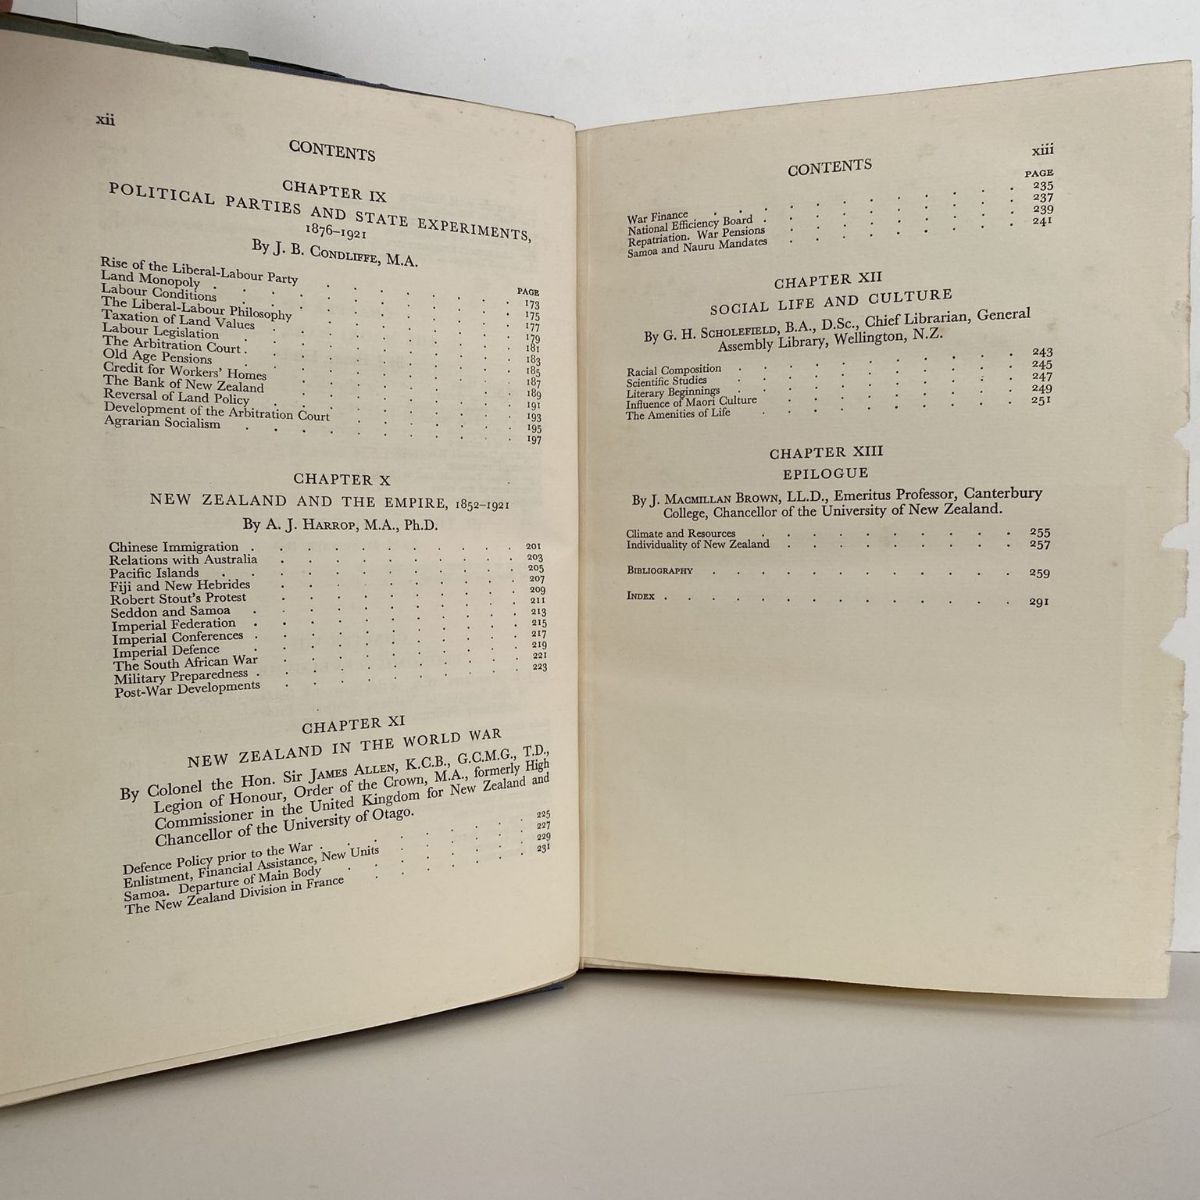 xii
CONTENTS
CHAPTER IX
POLITICAL PARTIES AND STATE EXPERIMENTS,
1876–1921
By J. B. CONDLIFFE, M.A.
PAGE
Rise of the Liberal-Labour Party . . . . . . . . 173
Land Monopoly . . . . . . . . 175
Labour Conditions . . . . . . . . 177
The Liberal-Labour Philosophy . . . . . . . . 179
Taxation of Land Values . . . . . . . . 181
Labour Legislation . . . . . . . . 183
The Arbitration Court . . . . . . . . 185
Old Age Pensions . . . . . . . . 187
Credit for Workers' Homes . . . . . . . . 189
The Bank of New Zealand . . . . . . . . 191
Reversal of Land Policy . . . . . . . . 193
Development of the Arbitration Court . . . . . . . . 195
Agrarian Socialism . . . . . . . . 197
CHAPTER X
NEW ZEALAND AND THE EMPIRE, 1852–1921
By A. J. HARROP, M.A., Ph.D.
Chinese Immigration . . . . . . . . 201
Relations with Australia . . . . . . . . 203
Pacific Islands . . . . . . . . 205
Fiji and New Hebrides . . . . . . . . 207
Robert Stout's Protest . . . . . . . . 209
Seddon and Samoa . . . . . . . . 211
Imperial Federation . . . . . . . . 213
Imperial Conferences . . . . . . . . 215
Imperial Defence . . . . . . . . 217
The South African War . . . . . . . . 219
Military Preparedness . . . . . . . . 221
Post-War Developments . . . . . . . . 223
CHAPTER XI
NEW ZEALAND IN THE WORLD WAR
By Colonel the Hon. Sir JAMES ALLEN, K.C.B., G.C.M.G., T.D.,
Legion of Honour, Order of the Crown, M.A., formerly High
Commissioner in the United Kingdom for New Zealand and
Chancellor of the University of Otago.
Defence Policy prior to the War . . . . . . . . 225
Enlistment, Financial Assistance, New Units . . . . . . 227
Samoa. Departure of Main Body . . . . . . . 229
The New Zealand Division in France . . . . . . . 231
CONTENTS
xiii
PAGE
War Finance . . . . . . . . 235
National Efficiency Board . . . . . . . . 237
Repatriation. War Pensions . . . . . . . . 239
Samoa and Nauru Mandates . . . . . . . . 241
CHAPTER XII
SOCIAL LIFE AND CULTURE
By G. H. SCHOLEFIELD, B.A., D.Sc., Chief Librarian, General
Assembly Library, Wellington, N.Z.
Racial Composition . . . . . . . . 243
Scientific Studies . . . . . . . . 245
Literary Beginnings . . . . . . . . 247
Influence of Maori Culture . . . . . . . . 249
The Amenities of Life . . . . . . . . 251
CHAPTER XIII
EPILOGUE
By J. MACMILLAN BROWN, LL.D., Emeritus Professor, Canterbury
College, Chancellor of the University of New Zealand.
Climate and Resources . . . . . . . . 255
Individuality of New Zealand . . . . . . . . 257
BIBLIOGRAPHY . . . . . . . . 259
INDEX . . . . . . . . 291